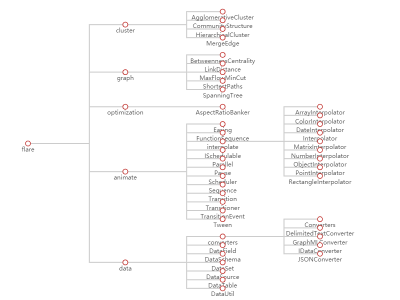 flare
cluster
AgglomerativeCluster
CommunityStructure
HierarchicalCluster
MergeEdge
graph
BetweennessCentrality
LinkDistance
MaxFlowMinCut
ShortestPaths
SpanningTree
optimization
AspectRatioBanker
animate
Easing
FunctionSequence
interpolate
ArrayInterpolator
ColorInterpolator
DateInterpolator
Interpolator
MatrixInterpolator
NumberInterpolator
ObjectInterpolator
PointInterpolator
RectangleInterpolator
ISchedulable
Parallel
Pause
Scheduler
Sequence
Transition
Transitioner
TransitionEvent
Tween
data
converters
Converters
DelimitedTextConverter
GraphMLConverter
IDataConverter
JSONConverter
DataField
DataSchema
DataSet
DataSource
DataTable
DataUtil